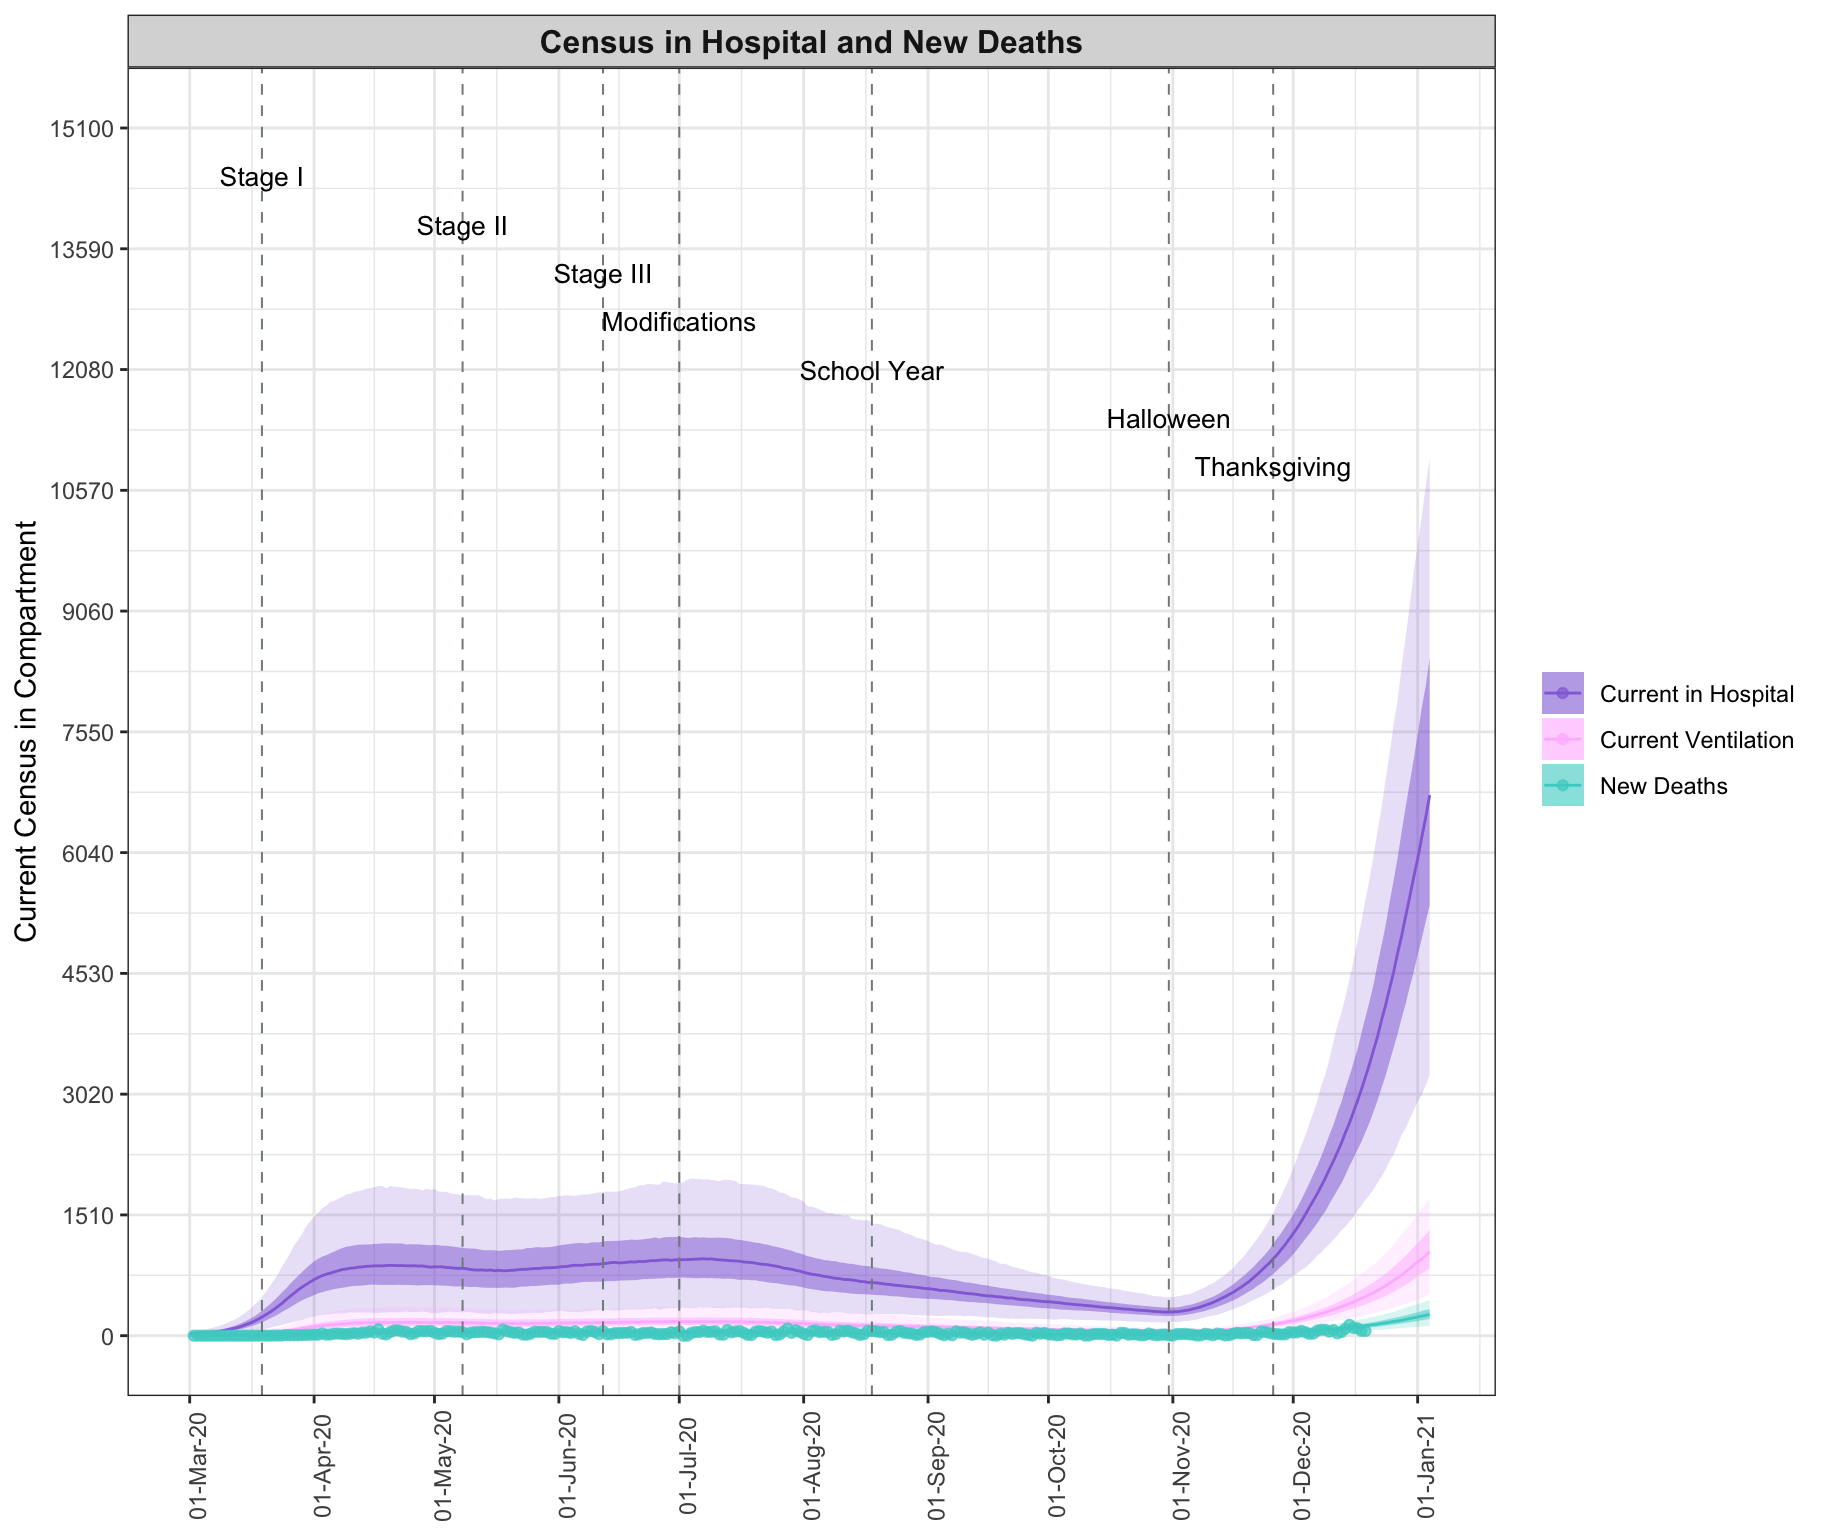 Census in Hospital and New Deaths
15100
Stage I
Stage II
13590
Stage III
Modifications
12080
School Year
Halloween
Thanksgiving
10570
9060
7550
6040
4530
3020
1510
0
Current Census in Compartment
Current in Hospital
Current Ventilation
New Deaths
01-Mar-20
01-Apr-20
01-May-20
01-Jun-20
01-Jul-20
01-Aug-20
01-Sep-20
01-Oct-20
01-Nov-20
01-Dec-20
01-Jan-21